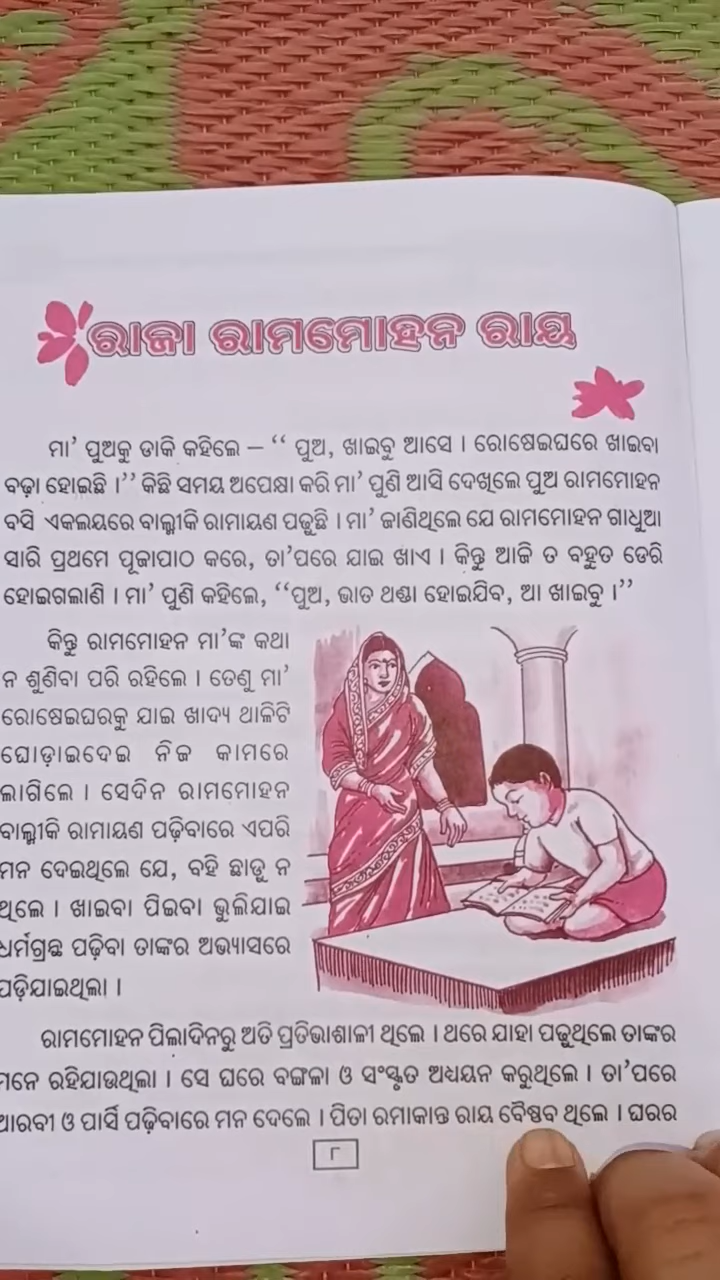 ରାଜା ରାମମୋହନ ରାୟ
ମା’ ପୁଅକୁ ଡାକି କହିଲେ – ‘‘ ପୁଅ, ଖାଇବୁ ଆସେ । ରୋଷେଇଘରେ ଖାଇବା
ବଢ଼ା ହୋଇଛି ।’’ କିଛି ସମୟ ଅପେକ୍ଷା କରି ମା’ ପୁଣି ଆସି ଦେଖିଲେ ପୁଅ ରାମମୋହନ
ବସି ଏକଲୟରେ ବାଲ୍ମୀକି ରାମାୟଣ ପଢୁଛି । ମା’ ଜାଣିଥିଲେ ଯେ ରାମମୋହନ ଗାଧୁଆ
ସାରି ପ୍ରଥମେ ପୂଜାପାଠ କରେ, ତା’ପରେ ଯାଇ ଖାଏ । କିନ୍ତୁ ଆଜି ତ ବହୁତ ଡେରି
ହୋଇଗଲାଣି । ମା’ ପୁଣି କହିଲେ, ‘‘ପୁଅ, ଭାତ ଥଣ୍ଡା ହୋଇଯିବ, ଆ ଖାଇବୁ ।’’
କିନ୍ତୁ ରାମମୋହନ ମା’ଙ୍କ କଥା
ନ ଶୁଣିବା ପରି ରହିଲେ । ତେଣୁ ମା’
ରୋଷେଇଘରକୁ ଯାଇ ଖାଦ୍ୟ ଥାଳିଟି
ଘୋଡ଼ାଇଦେଇ ନିଜ କାମରେ
ଲାଗିଲେ । ସେଦିନ ରାମମୋହନ
ବାଲ୍ମୀକି ରାମାୟଣ ପଢ଼ିବାରେ ଏପରି
ମନ ଦେଇଥିଲେ ଯେ, ବହି ଛାଡୁ ନ
ଥିଲେ । ଖାଇବା ପିଇବା ଭୁଲିଯାଇ
ଧର୍ମଗ୍ରନ୍ଥ ପଢ଼ିବା ତାଙ୍କର ଅଭ୍ୟାସରେ
ପଡ଼ିଯାଇଥିଲା ।
ରାମମୋହନ ପିଲାଦିନରୁ ଅତି ପ୍ରତିଭାଶାଳୀ ଥିଲେ । ଥରେ ଯାହା ପଢୁଥିଲେ ତାଙ୍କର
ମନେ ରହିଯାଉଥିଲା । ସେ ଘରେ ବଙ୍ଗଳା ଓ ସଂସ୍କୃତ ଅଧ୍ୟୟନ କରୁଥିଲେ । ତା’ପରେ
ଆରବୀ ଓ ପାର୍ସି ପଢ଼ିବାରେ ମନ ଦେଲେ । ପିତା ରମାକାନ୍ତ ରାୟ ବୈଷ୍ଣବ ଥିଲେ । ଘରର
୮